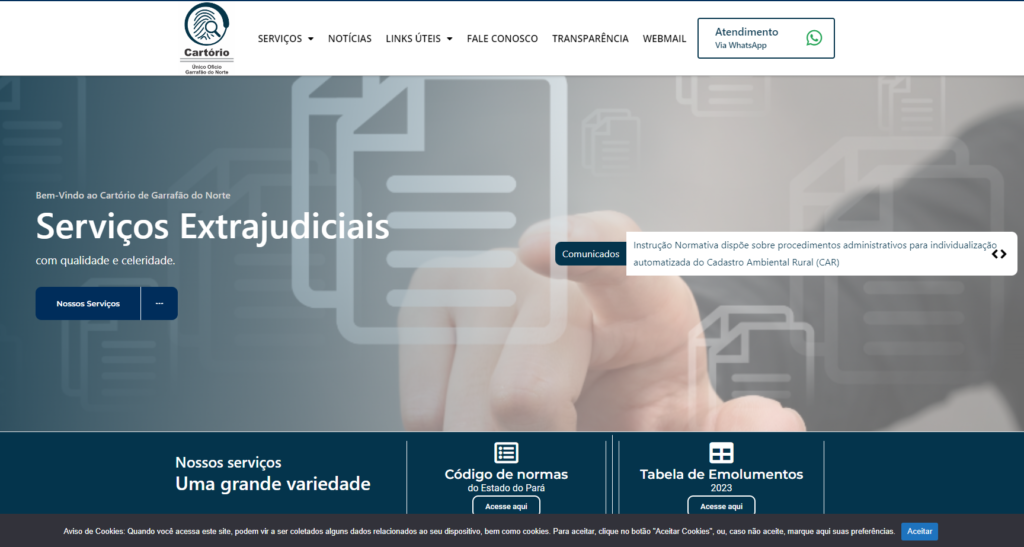 Cartório
Único Ofício
Garrafão do Norte
SERVIÇOS
NOTÍCIAS
LINKS ÚTEIS
FALE CONOSCO
TRANSPARÊNCIA
WEBMAIL
Atendimento
Via WhatsApp
Bem-Vindo ao Cartório de Garrafão do Norte
Serviços Extrajudiciais
com qualidade e celeridade.
Nossos Serviços
...
Comunicados
Instrução Normativa dispõe sobre procedimentos administrativos para individualização
automatizada do Cadastro Ambiental Rural (CAR)
Nossos serviços
Uma grande variedade
Código de normas
do Estado do Pará
Acesse aqui
Tabela de Emolumentos
2023
Acesse aqui
Aviso de Cookies: Quando você acessa este site, podem vir a ser coletados alguns dados relacionados ao seu dispositivo, bem como cookies. Para aceitar, clique no botão "Aceitar Cookies", ou, caso não aceite, marque aqui suas preferências.
Aceitar